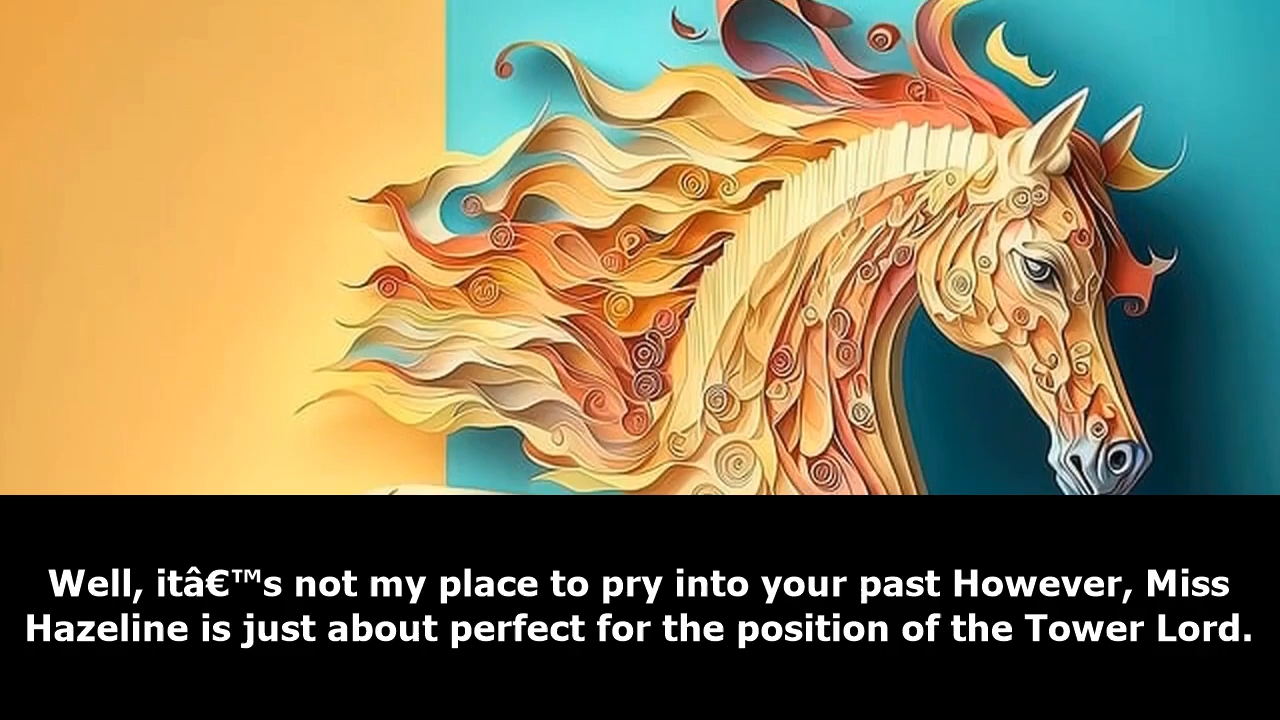 Well, itâ€™s not my place to pry into your past However, Miss
Hazeline is just about perfect for the position of the Tower Lord.